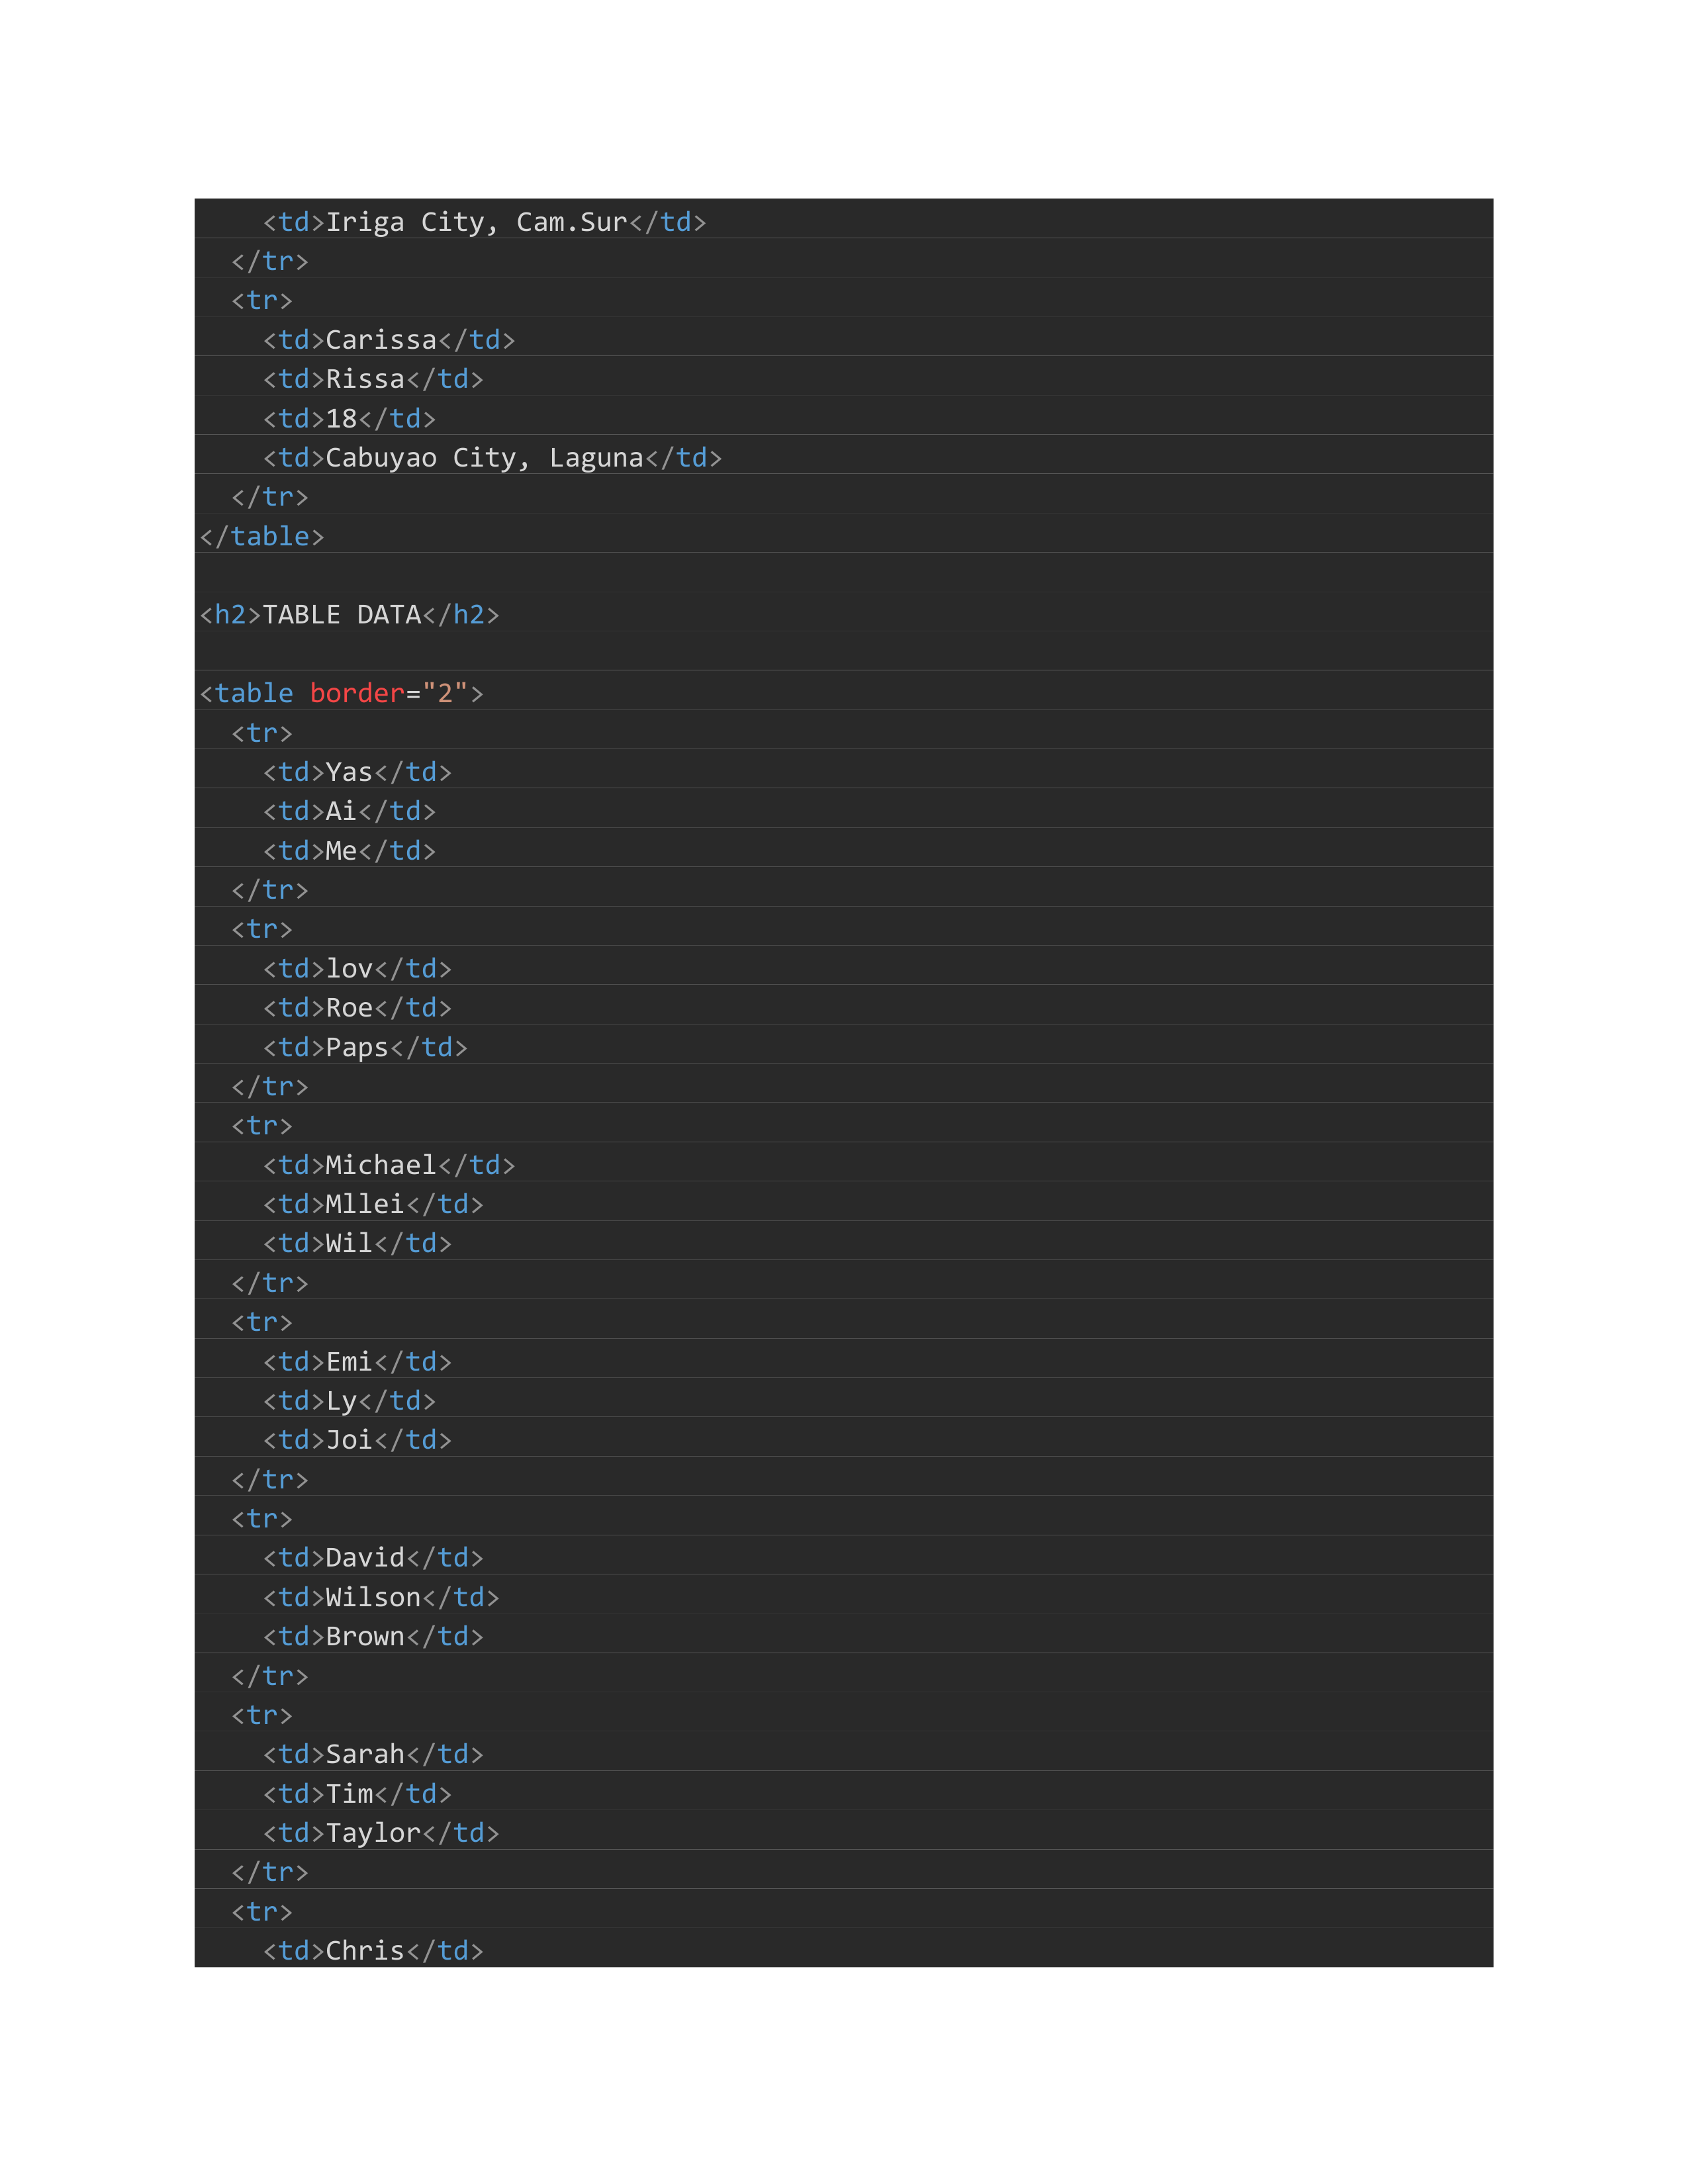 <td>Iriga City, Cam.Sur</td>
  </tr>
  <tr>
    <td>Carissa</td>
    <td>Rissa</td>
    <td>18</td>
    <td>Cabuyao City, Laguna</td>
  </tr>
</table>

<h2>TABLE DATA</h2>

<table border="2">
  <tr>
    <td>Yas</td>
    <td>Ai</td>
    <td>Me</td>
  </tr>
  <tr>
    <td>lov</td>
    <td>Roe</td>
    <td>Paps</td>
  </tr>
  <tr>
    <td>Michael</td>
    <td>Mllei</td>
    <td>Wil</td>
  </tr>
  <tr>
    <td>Emi</td>
    <td>Ly</td>
    <td>Joi</td>
  </tr>
  <tr>
    <td>David</td>
    <td>Wilson</td>
    <td>Brown</td>
  </tr>
  <tr>
    <td>Sarah</td>
    <td>Tim</td>
    <td>Taylor</td>
  </tr>
  <tr>
    <td>Chris</td>